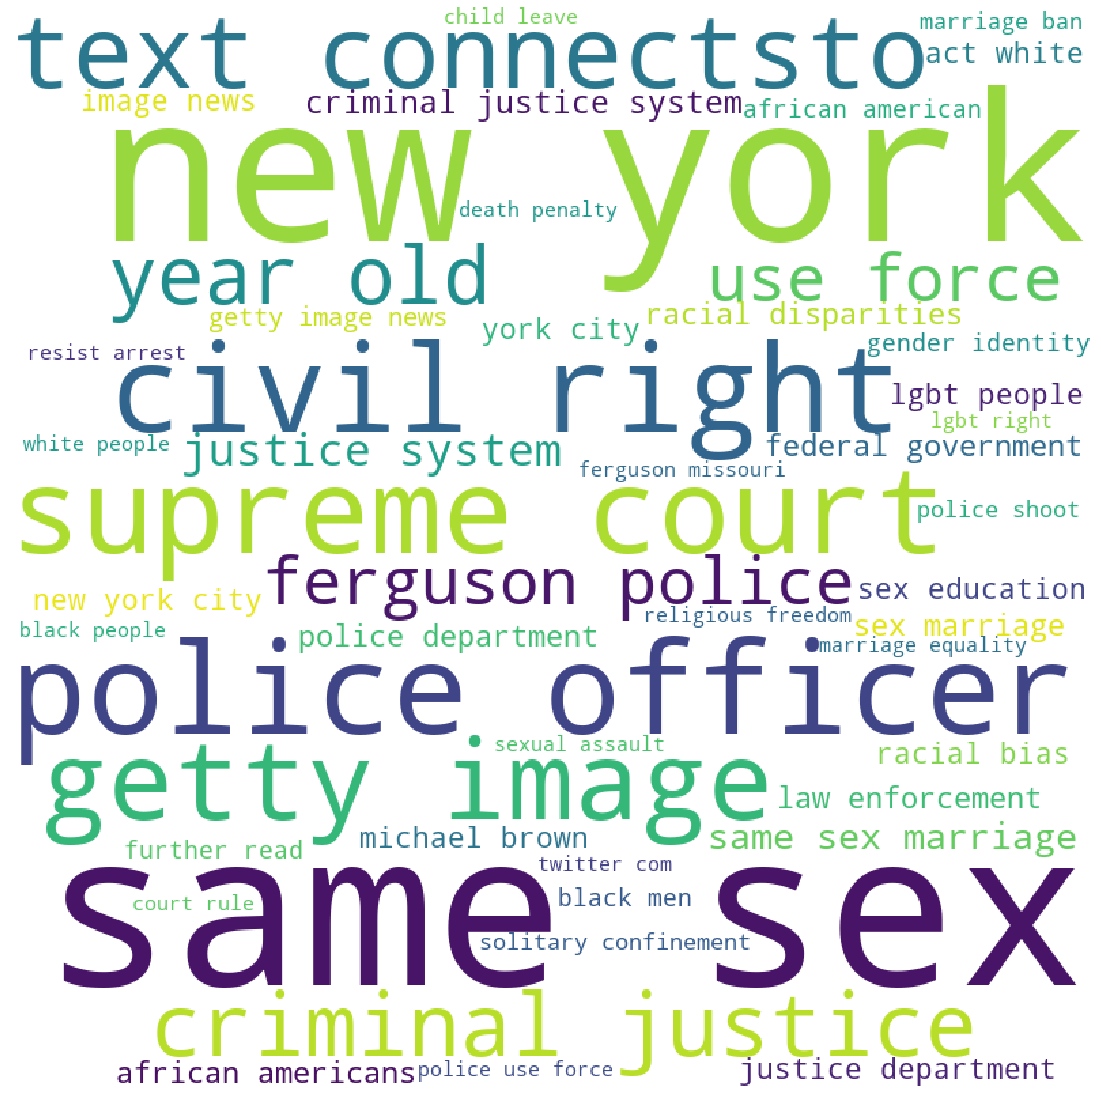 child leave
marriage ban
text connectsto
act white
image news
criminal justice system
african american
new york
death penalty
year old
use force
getty image news
york city
racial disparities
resist arrest
civil right
gender identity
lgbt people
lgbt right
white people
justice system
federal government
ferguson missouri
supreme court
police shoot
ferguson police
sex education
new york city
religious freedom
sex marriage
black people
police department
marriage equality
police officer
sexual assault
racial bias
getty image
law enforcement
michael brown
same sex marriage
further read
twitter com
same sex
black men
court rule
solitary confinement
criminal justice
african americans
police use force
justice department